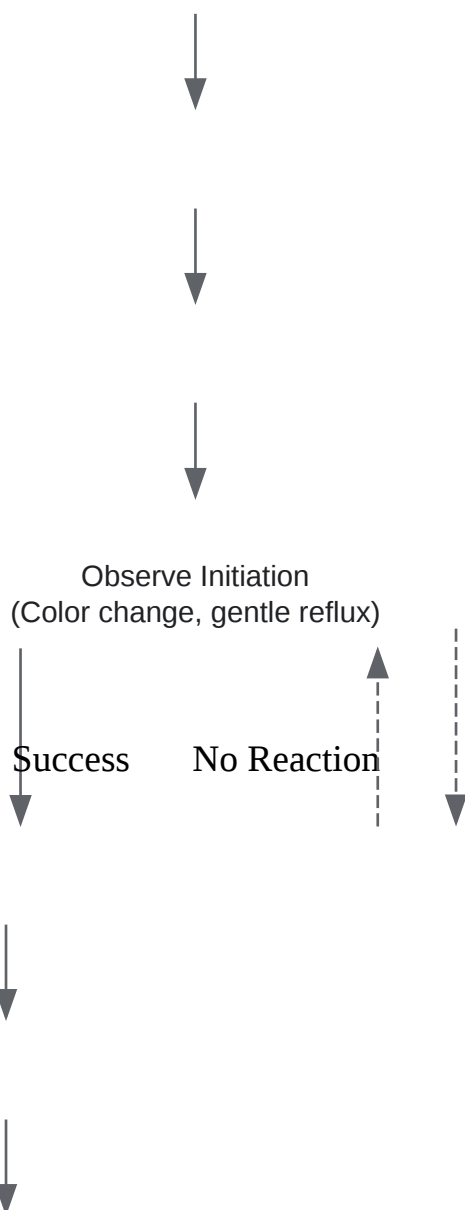 Observe Initiation
(Color change, gentle reflux)
Success
No Reaction